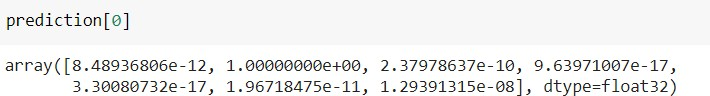 prediction[0]
array([8.48936806e-12, 1.00000000e+00, 2.37978637e-10, 9.63971007e-17,
3.30080732e-17, 1.96718475e-11, 1.29391315e-08], dtype=float32)